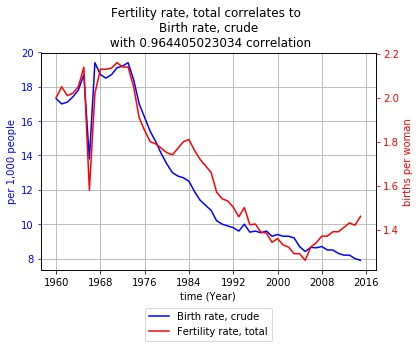 Fertility rate, total correlates to
Birth rate, crude
with 0.964405023034 correlation
20
18
16
14
12
10
8
per 1,000 people
2.2
2.0
1.8
1.6
1.4
births per woman
1960 1968 1976 1984 1992 2000 2008 2016
time (Year)
Birth rate, crude
Fertility rate, total